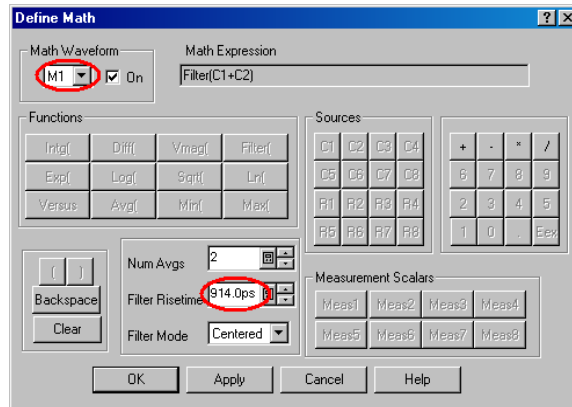 Define Math
Math Waveform
M1
On
Math Expression
Filter(C1+C2)
Functions
Intg( Diff( Vmag( Filter(
Exp( Log( Sqrt( Ln(
Versus Avg( Min( Max(
Sources
C1 C2 C3 C4
C5 C6 C7 C8
R1 R2 R3 R4
R5 R6 R7 R8
+ - * /
6 7 8 9
2 3 4 5
1 0 . Eex
( )
Backspace
Clear
Num Avgs 2
Filter Risetime 914.0ps
Filter Mode Centered
Measurement Scalars
Meas1 Meas2 Meas3 Meas4
Meas5 Meas6 Meas7 Meas8
OK Apply Cancel Help